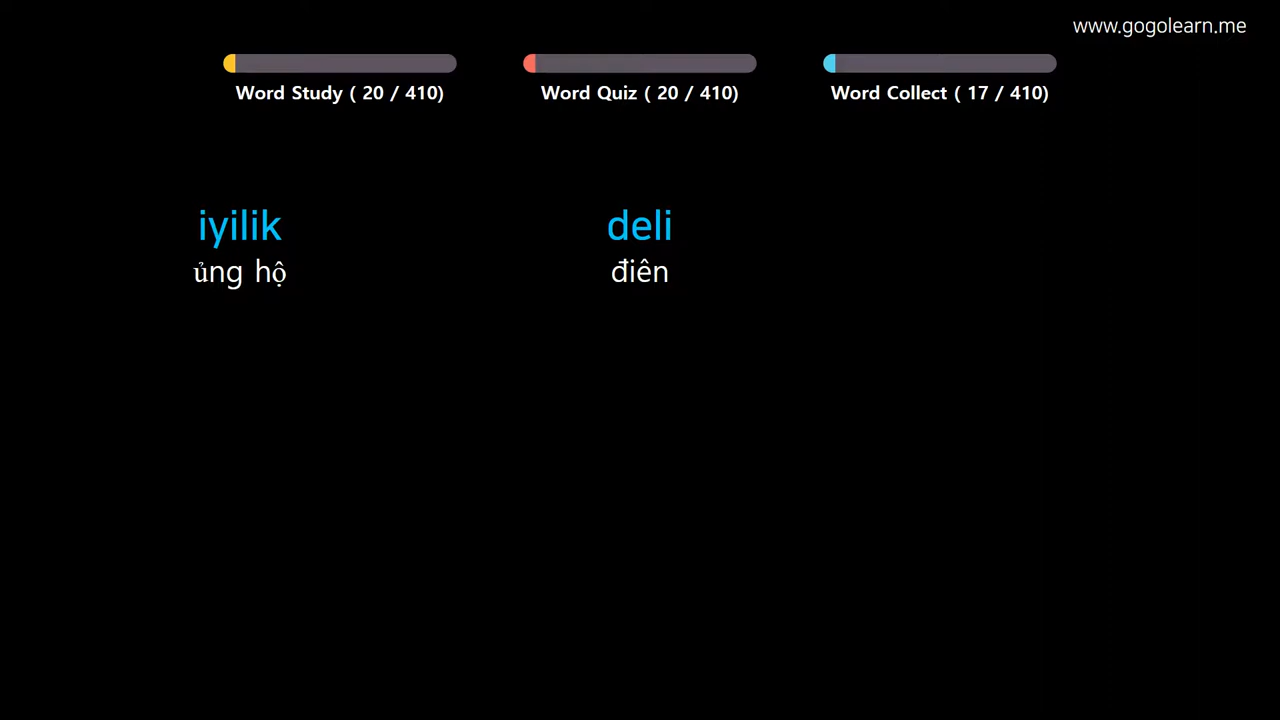 www.gogolearn.me
Word Study ( 20 / 410)
Word Quiz ( 20 / 410)
Word Collect ( 17 / 410)
iyilik
ủng hộ
deli
điên